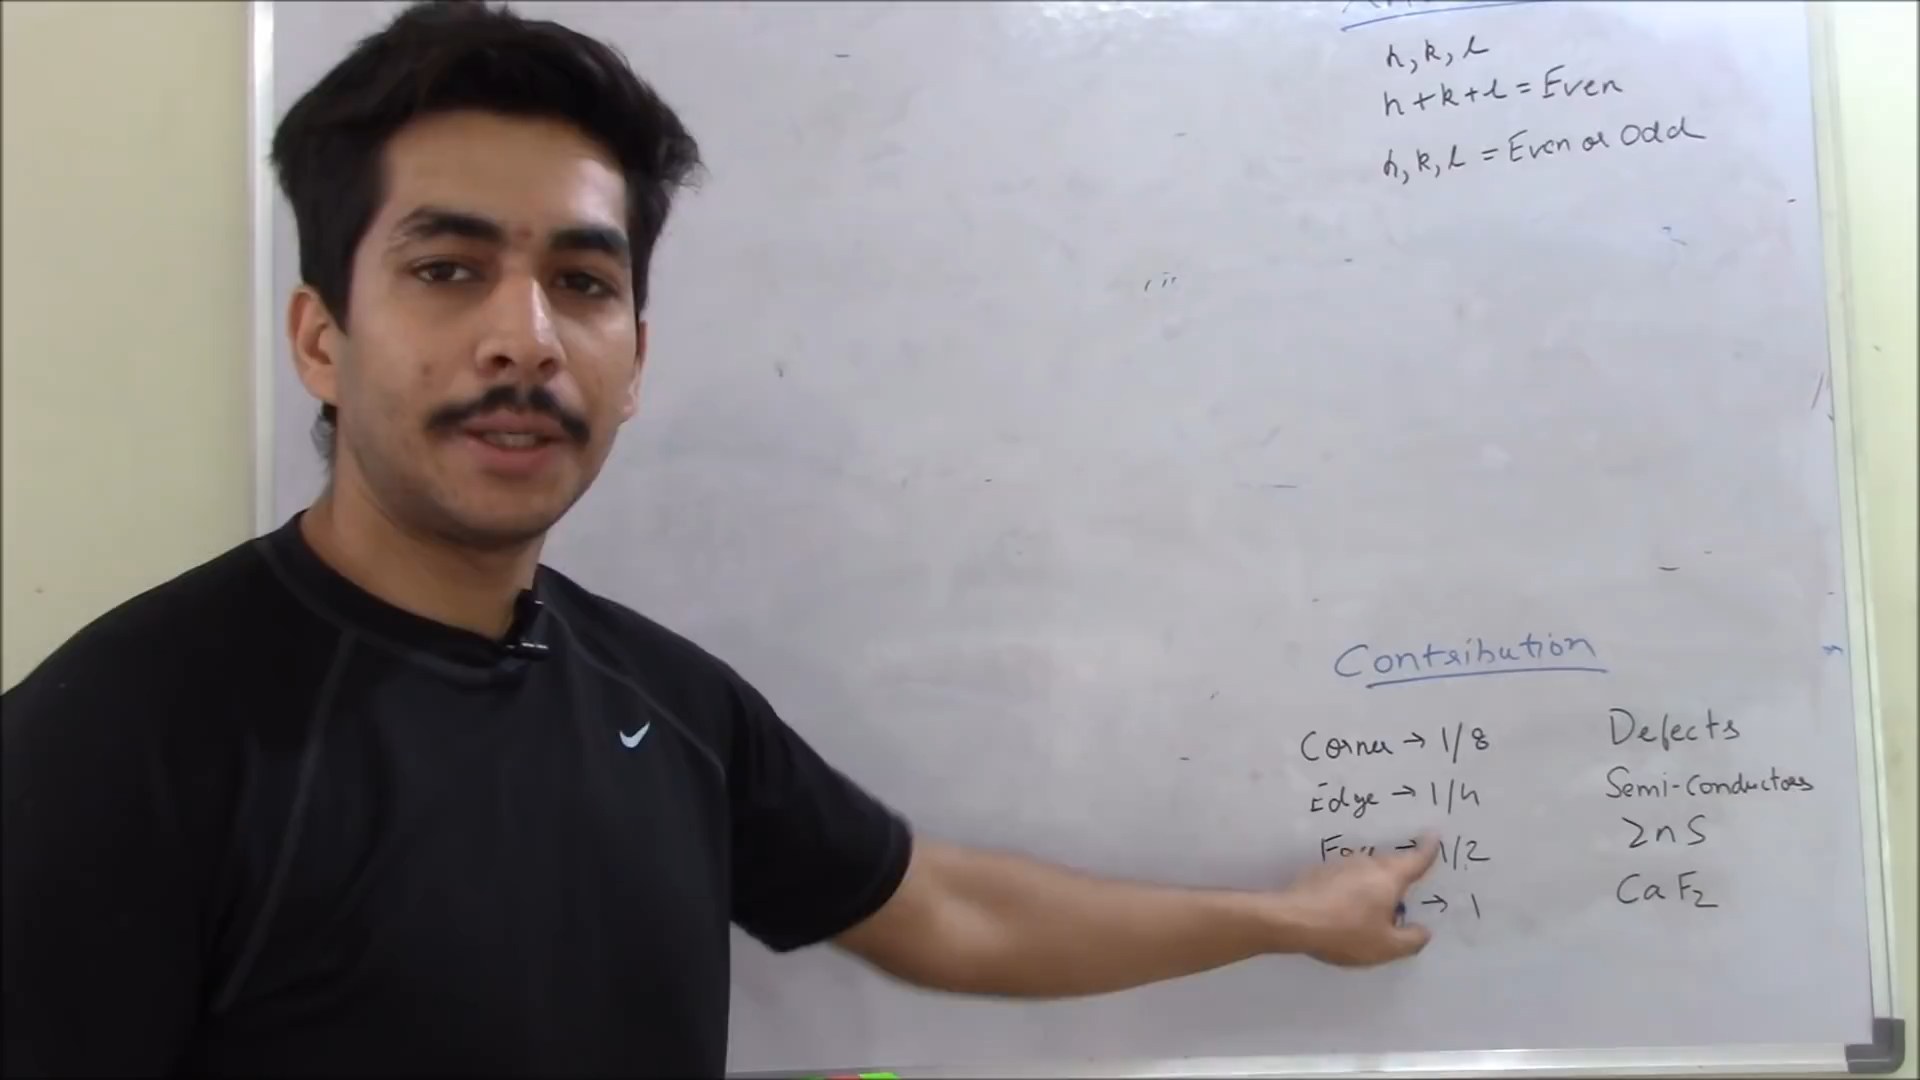 h, k, l
h + k + l = Even
h, k, l = Even or Odd
Contribution
Corner → 1/8
Edge → 1/4
→ 1/2
→ 1
Defects
Semi-conductors
ZnS
CaF2